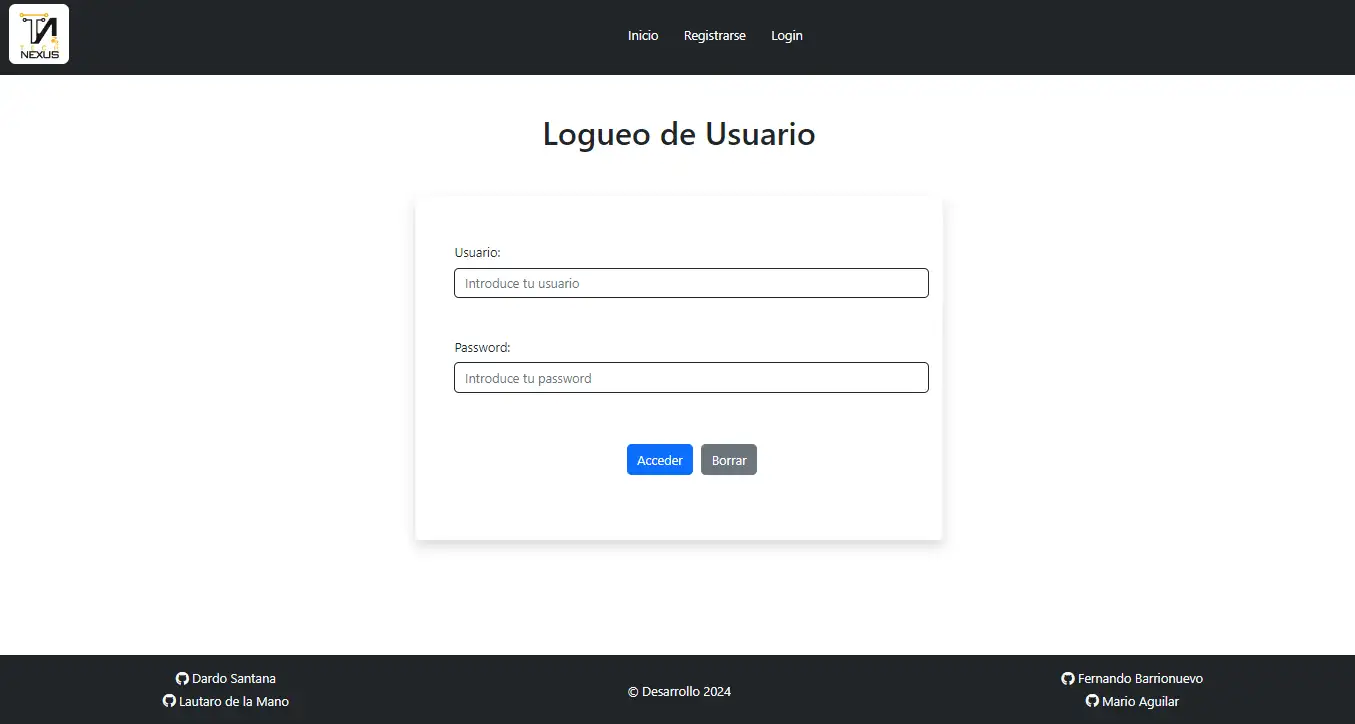 TECH
NEXUS
Inicio Registrarse Login
Logueo de Usuario
Usuario:
Introduce tu usuario
Password:
Introduce tu password
Acceder Borrar
Dardo Santana
Lautaro de la Mano
© Desarrollo 2024
Fernando Barrionuevo
Mario Aguilar